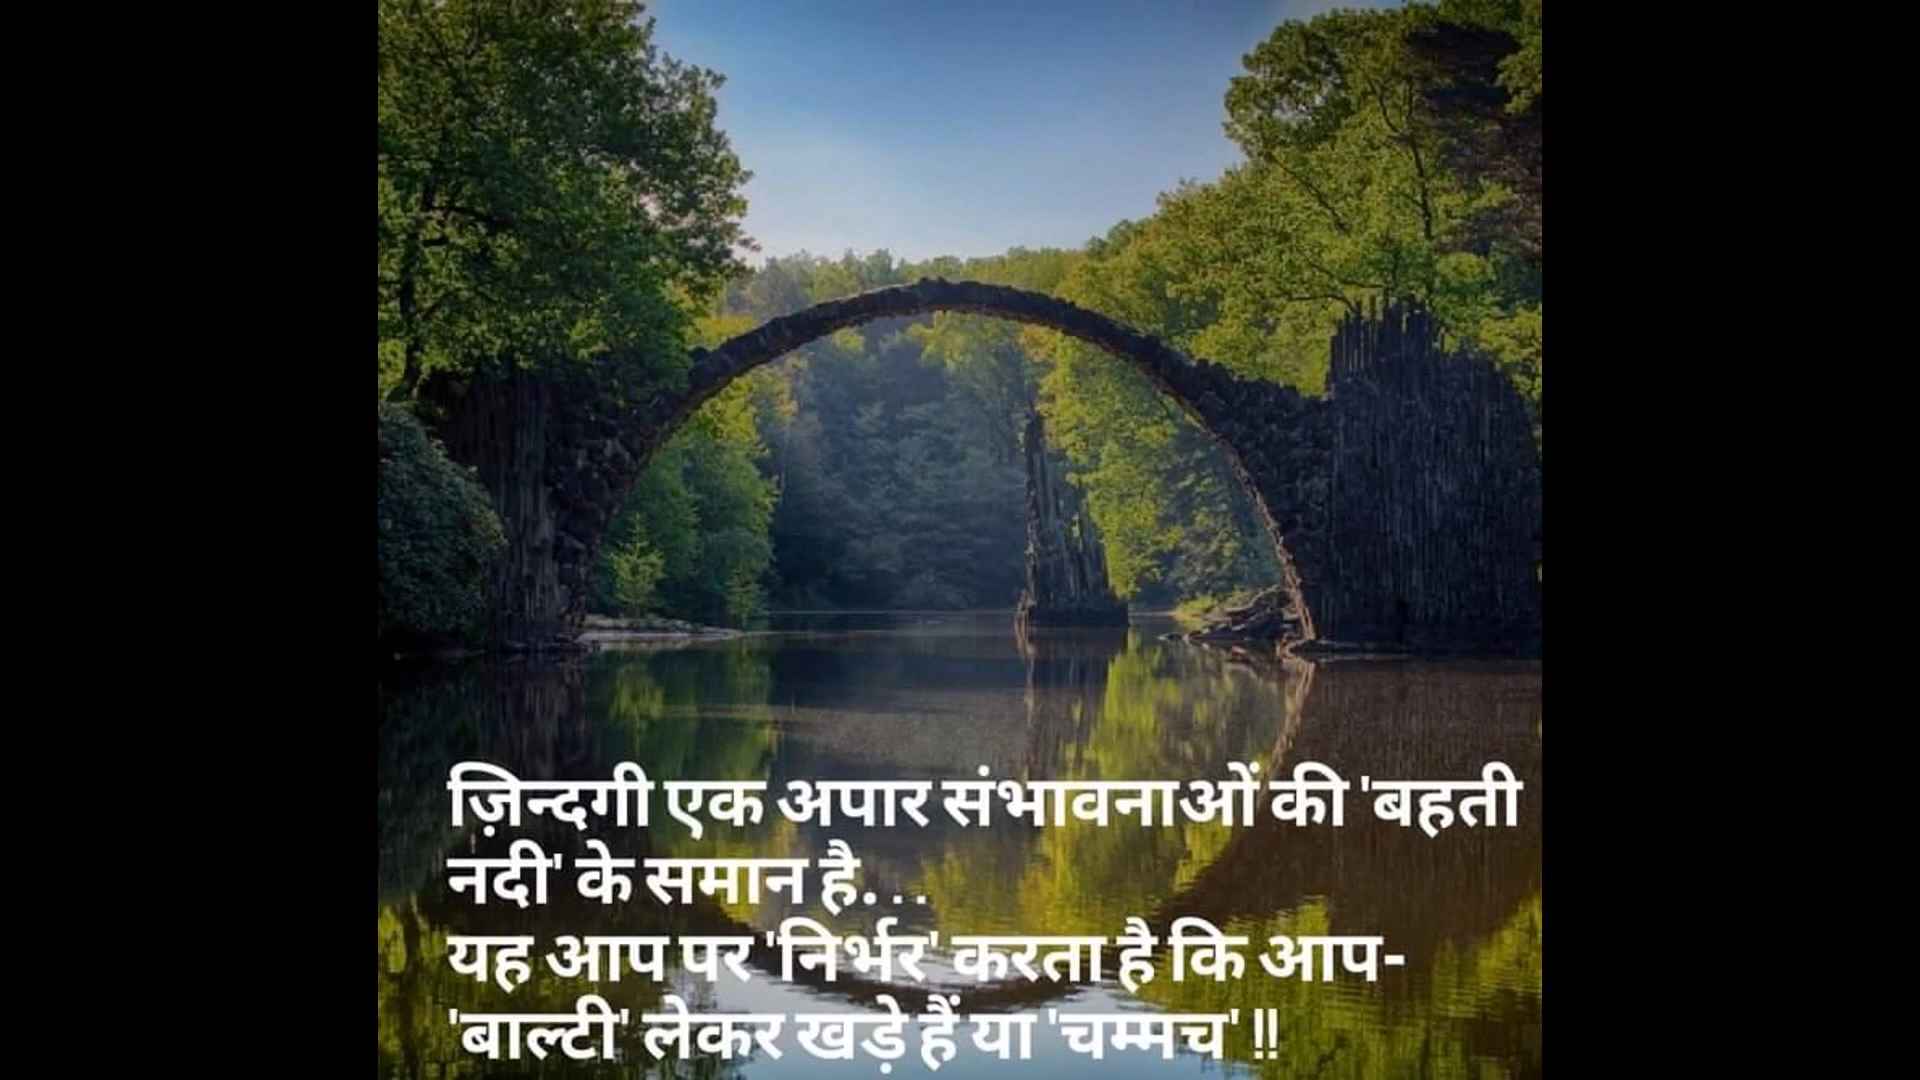 ज़िन्दगी एक अपार संभावनाओं की 'बहती
नदी' के समान है...
यह आप पर 'निर्भर' करता है कि आप-
'बाल्टी' लेकर खड़े हैं या 'चम्मच' !!